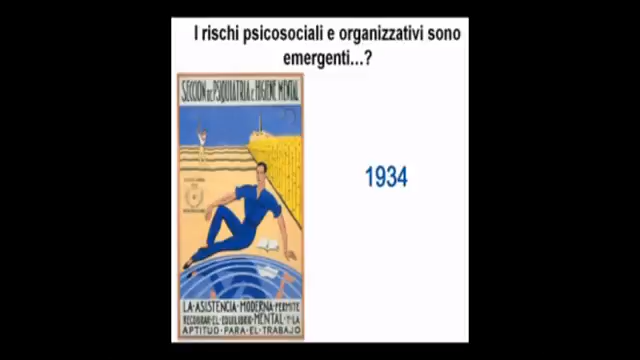 I rischi psicosociali e organizzativi sono
emergenti...?
SECCION DE PSIQUIATRIA E HIGIENE MENTAL
1934
LA ASISTENCIA MODERNA PERMITE
RECOBRAR EL EQUILIBRIO MENTAL Y LA
APTITUD PARA EL TRABAJO